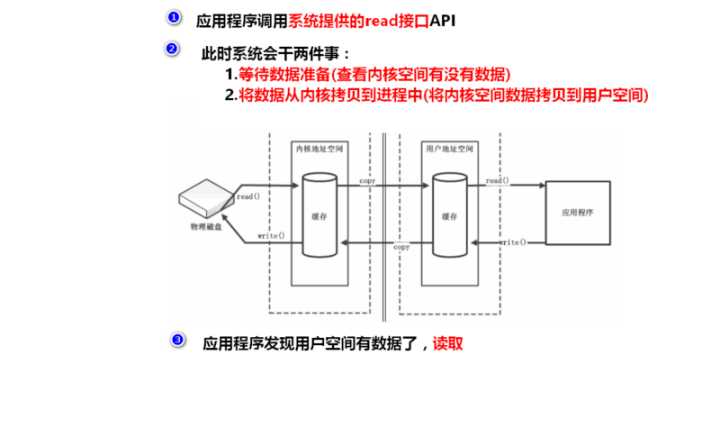 1 应用程序调用系统提供的read接口API
2 此时系统会干两件事：
1.等待数据准备(查看内核空间有没有数据)
2.将数据从内核拷贝到进程中(将内核空间数据拷贝到用户空间)
内核地址空间
用户地址空间
copy
read()
read()
缓存
缓存
应用程序
物理磁盘
write()
copy
write()
3 应用程序发现用户空间有数据了，读取